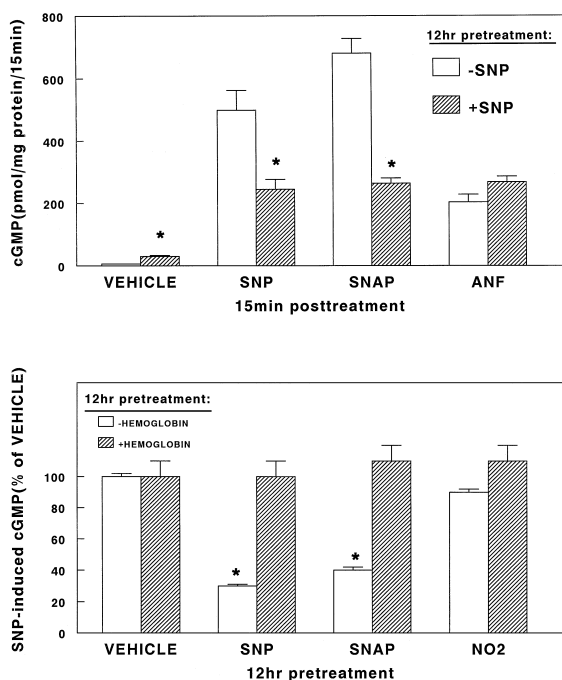 cGMP(pmol/mg protein/15min)
800
600
400
200
0
12hr pretreatment:
-SNP
+SNP
*
*
*
VEHICLE SNP SNAP ANF
15min posttreatment
SNP-induced cGMP(% of VEHICLE)
100
80
60
40
20
0
12hr pretreatment:
-HEMOGLOBIN
+HEMOGLOBIN
*
*
VEHICLE SNP SNAP NO2
12hr pretreatment